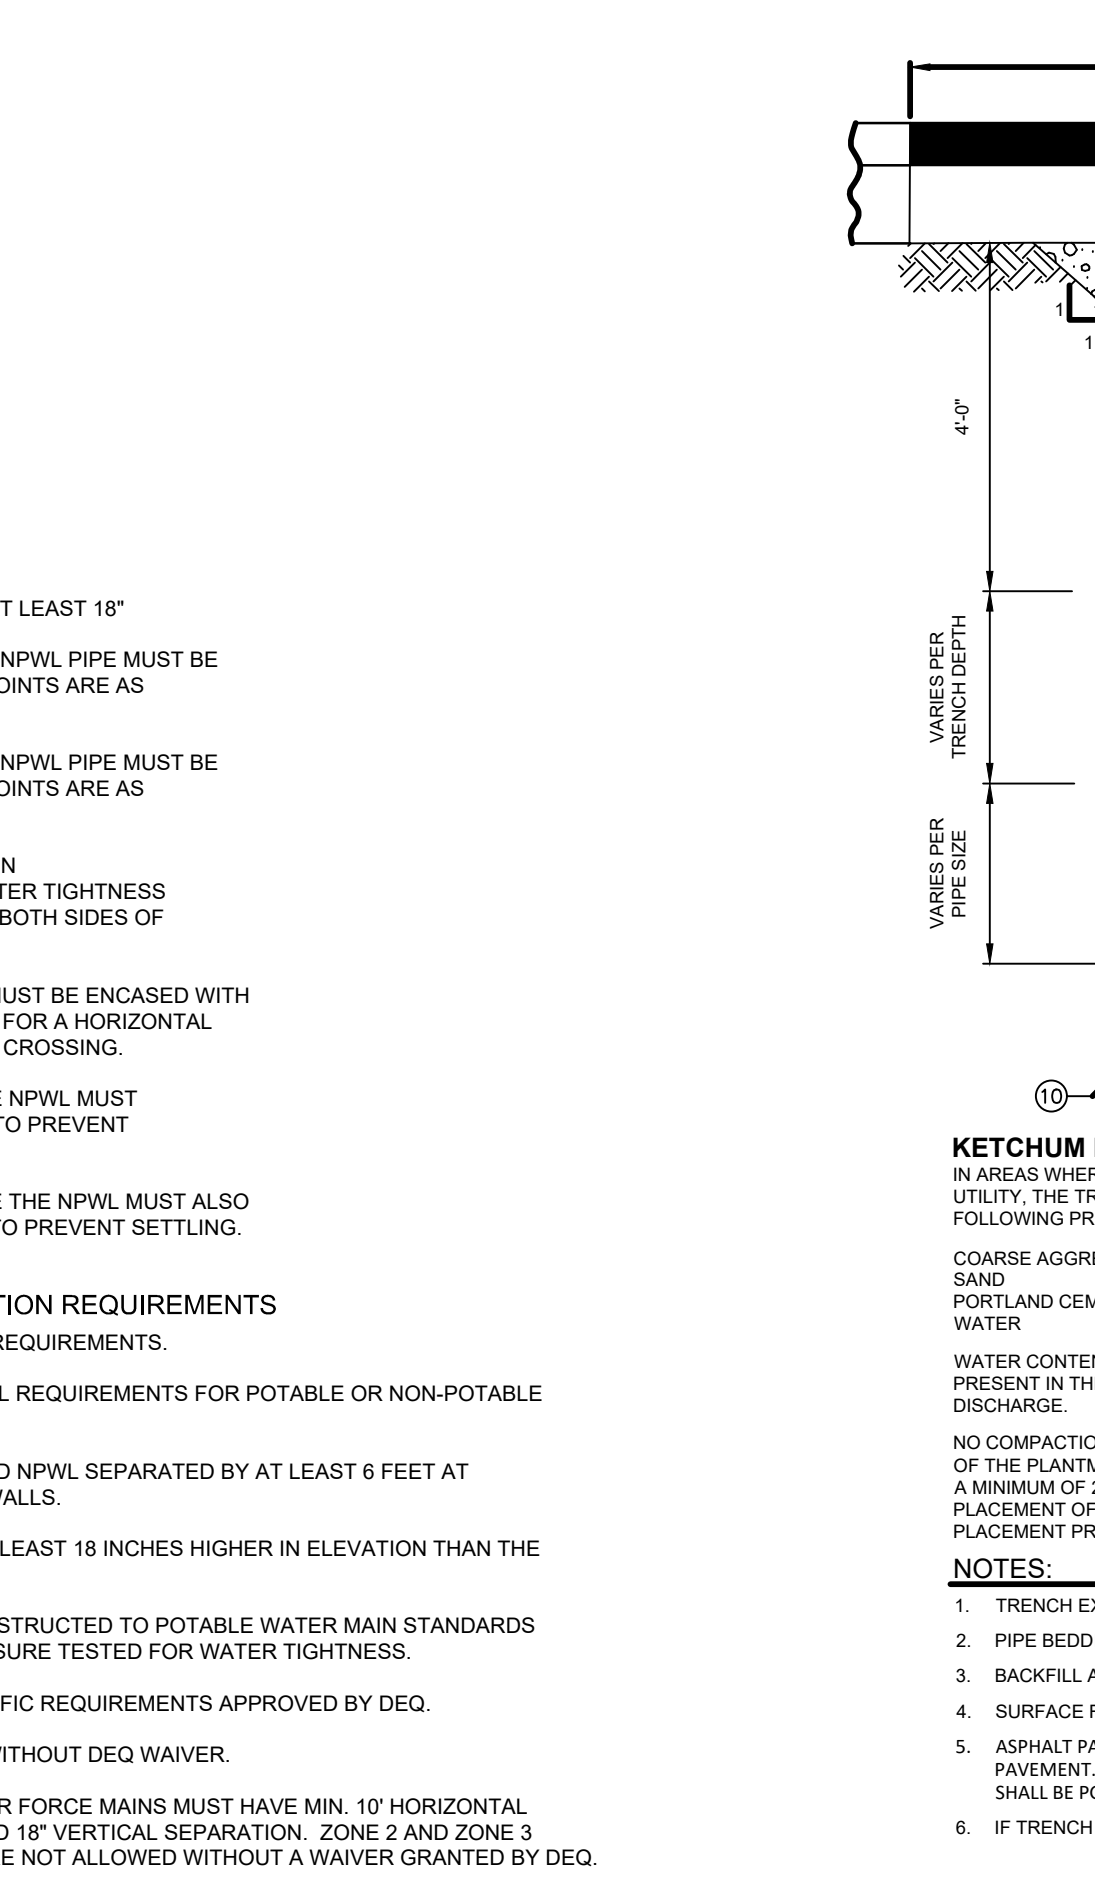 T LEAST 18"
NPWL PIPE MUST BE
OINTS ARE AS
NPWL PIPE MUST BE
OINTS ARE AS
N
TER TIGHTNESS
BOTH SIDES OF
MUST BE ENCASED WITH
FOR A HORIZONTAL
CROSSING.
E NPWL MUST
TO PREVENT
E THE NPWL MUST ALSO
TO PREVENT SETTLING.
TION REQUIREMENTS
REQUIREMENTS.
L REQUIREMENTS FOR POTABLE OR NON-POTABLE
D NPWL SEPARATED BY AT LEAST 6 FEET AT
WALLS.
LEAST 18 INCHES HIGHER IN ELEVATION THAN THE
STRUCTED TO POTABLE WATER MAIN STANDARDS
SURE TESTED FOR WATER TIGHTNESS.
FIC REQUIREMENTS APPROVED BY DEQ.
WITHOUT DEQ WAIVER.
R FORCE MAINS MUST HAVE MIN. 10' HORIZONTAL
D 18" VERTICAL SEPARATION. ZONE 2 AND ZONE 3
E NOT ALLOWED WITHOUT A WAIVER GRANTED BY DEQ.
1
1
4'-0"
VARIES PER
TRENCH DEPTH
VARIES PER
PIPE SIZE
10
KETCHUM
IN AREAS WHER
UTILITY, THE TR
FOLLOWING PR
COARSE AGGRE
SAND
PORTLAND CEM
WATER
WATER CONTEN
PRESENT IN THE
DISCHARGE.
NO COMPACTIO
OF THE PLANTM
A MINIMUM OF 2
PLACEMENT OF
PLACEMENT PR
NOTES:
1. TRENCH EX
2. PIPE BEDD
3. BACKFILL A
4. SURFACE R
5. ASPHALT PA
PAVEMENT.
SHALL BE PO
6. IF TRENCH